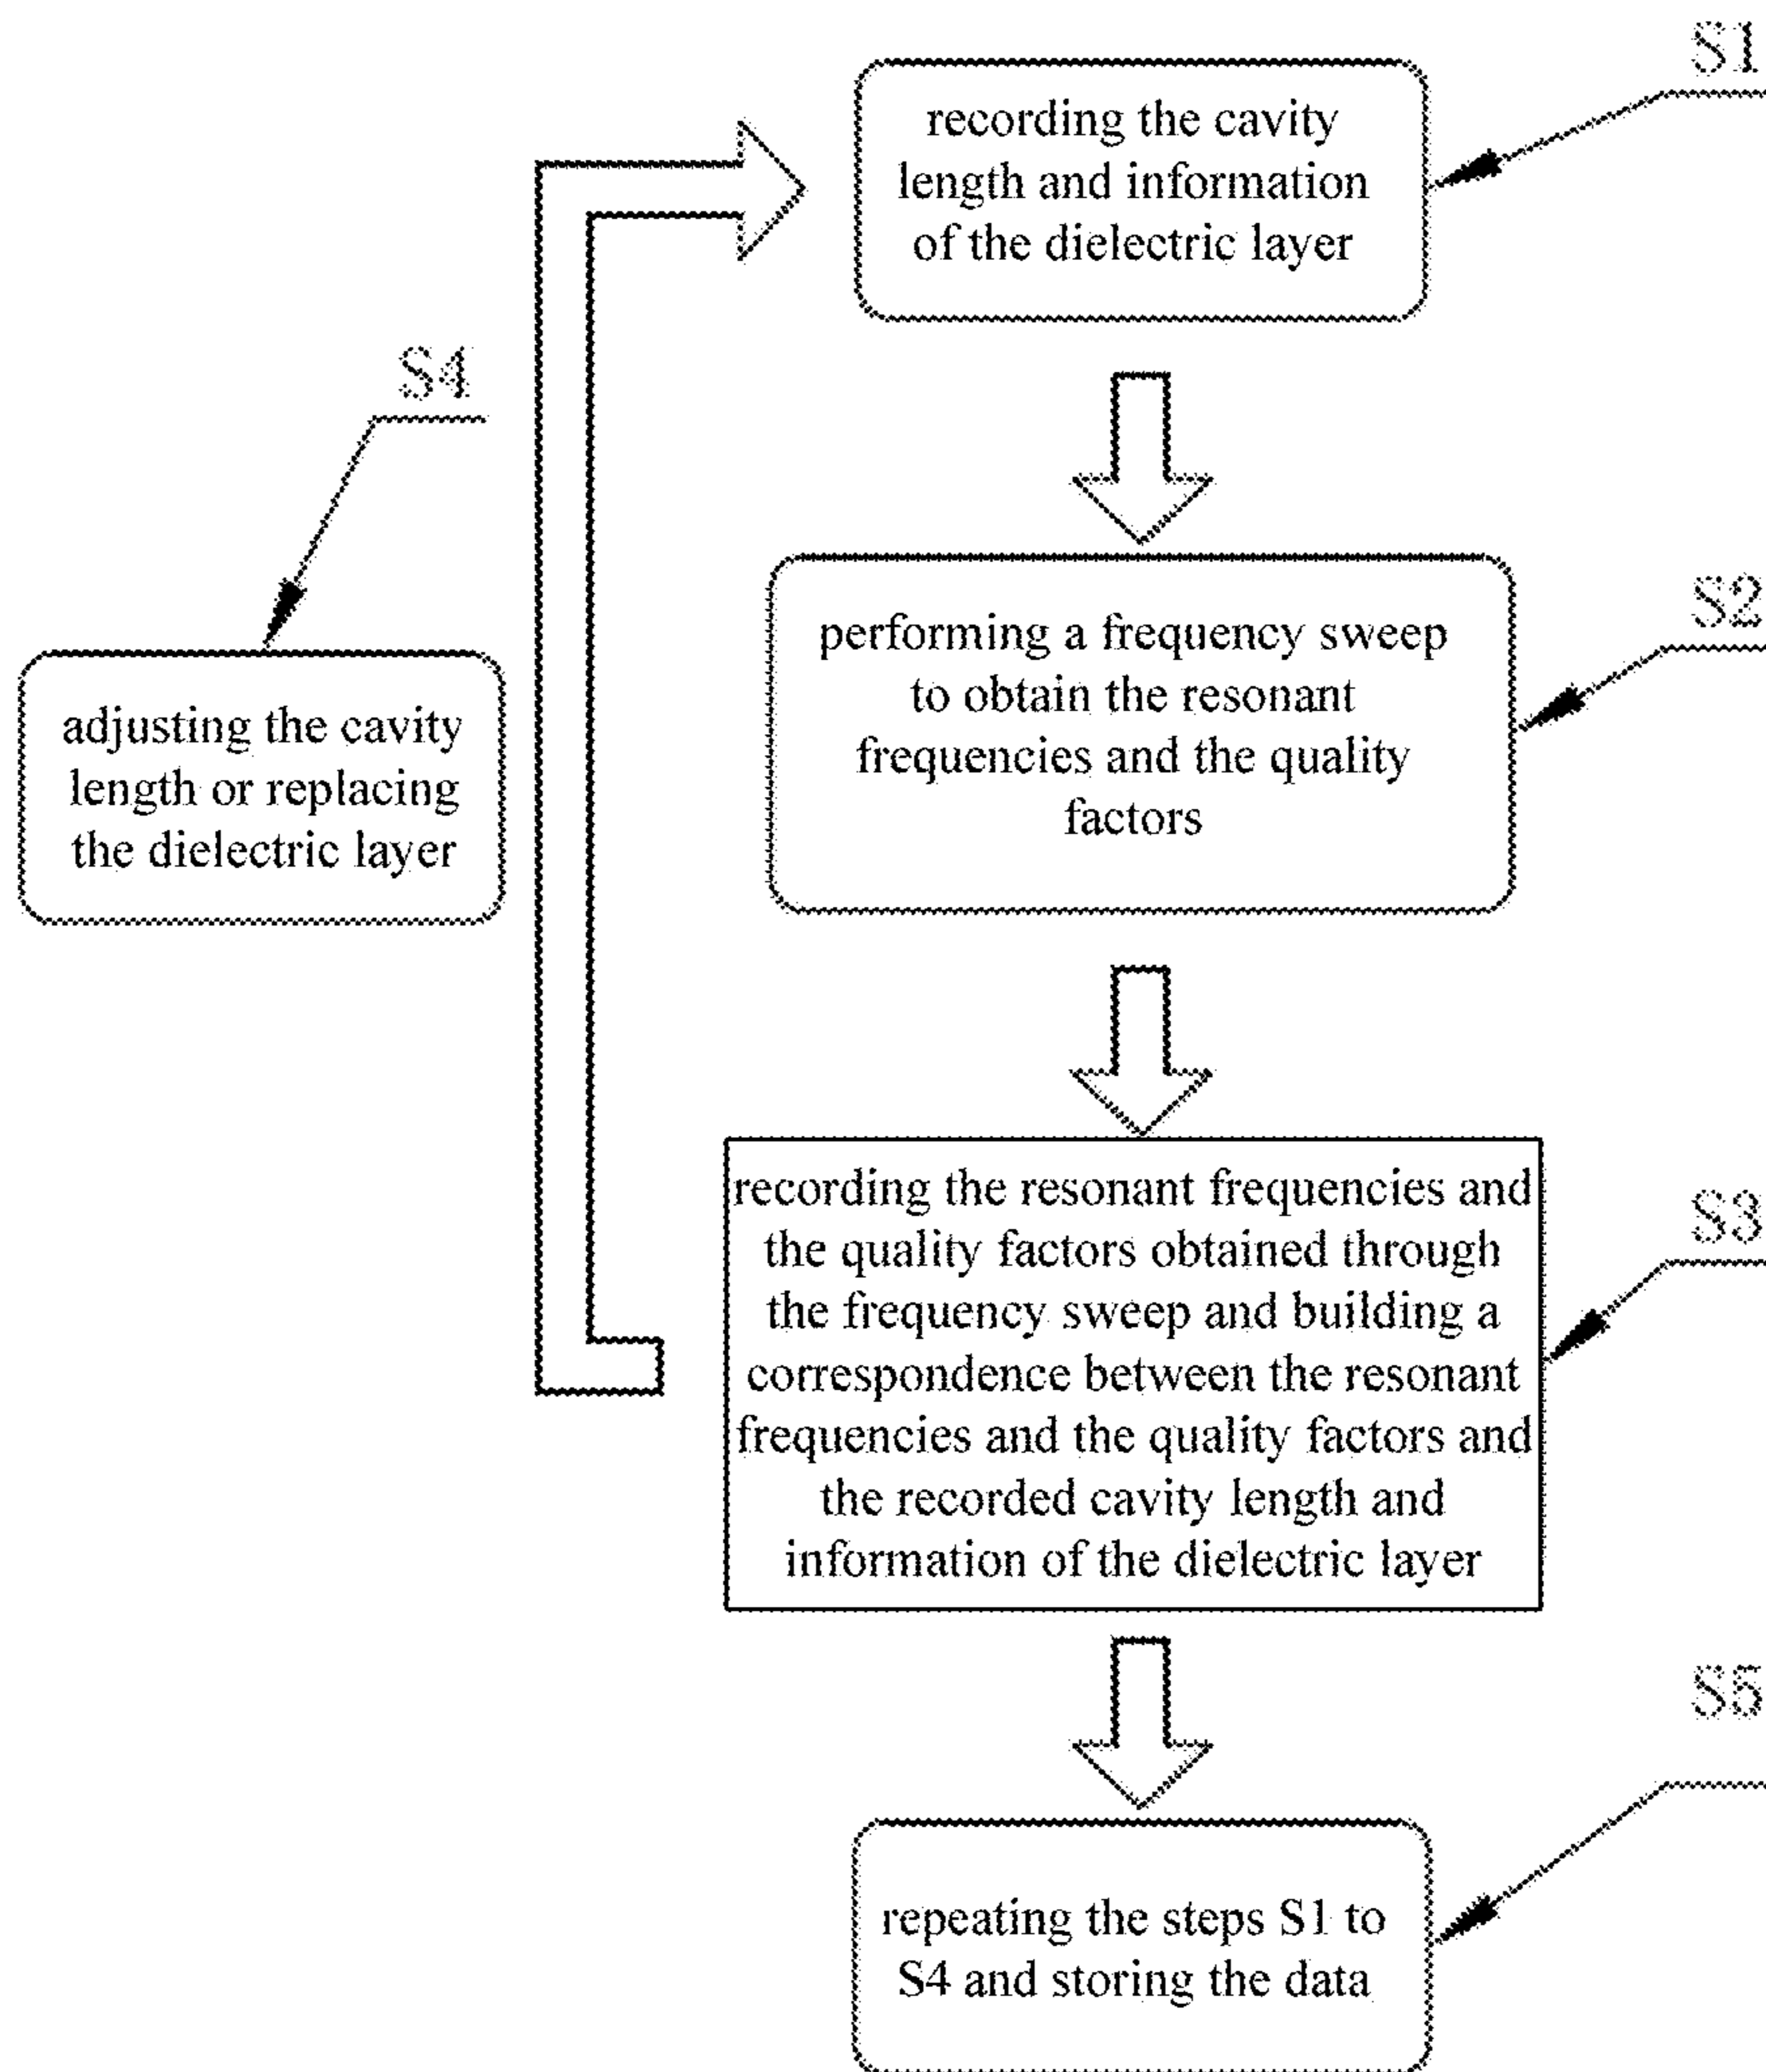 S1
recording the cavity
length and information
of the dielectric layer
S4
adjusting the cavity
length or replacing
the dielectric layer
S2
performing a frequency sweep
to obtain the resonant
frequencies and the quality
factors
S3
recording the resonant frequencies and
the quality factors obtained through
the frequency sweep and building a
correspondence between the resonant
frequencies and the quality factors and
the recorded cavity length and
information of the dielectric layer
S5
repeating the steps S1 to
S4 and storing the data